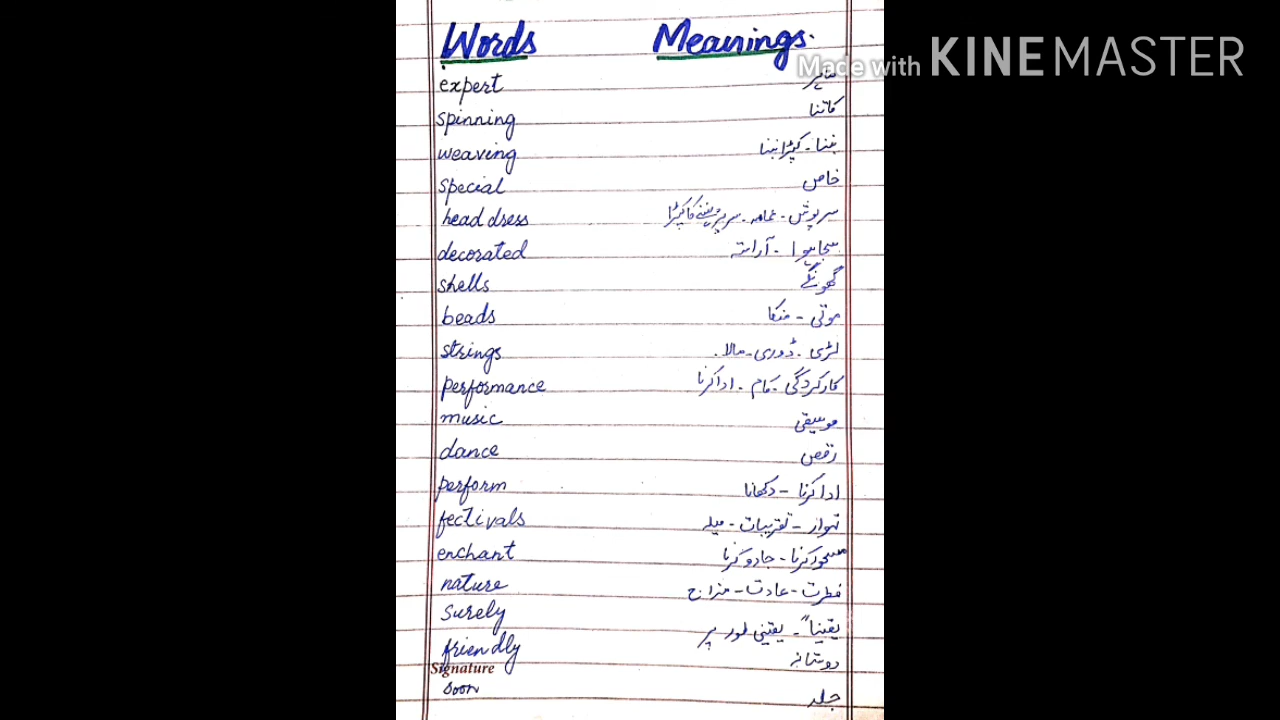 Words Meanings.
Made with KINEMASTER
expert ماہر
spinning کاتنا
weaving بننا - کپڑا بننا
special خاص
head dress سرپوش - عمامہ - سر پر پہننے کا کپڑا
decorated سجا ہوا - آراستہ
shells گھونگے
beads موتی - منکا
strings لڑی - ڈوری - مالا
performance کارکردگی - کام - ادا کرنا
music موسیقی
dance رقص
perform ادا کرنا - دکھانا
fectivals تہوار - تقریبات - میلہ
enchant مسحور کرنا - جادو کرنا
nature فطرت - عادت - مزاج
surely یقیناً - یقینی طور پر
friendly دوستانہ
Signature
soon جلد